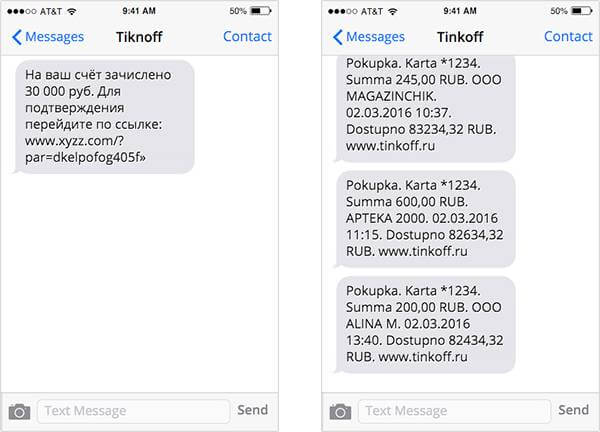 ●●●○○ AT&T 9:41 AM 50%
Messages Tiknoff Contact
На ваш счёт зачислено
30 000 руб. Для
подтверждения
перейдите по ссылке:
www.xyzz.com/?
par=dkelpofog405f»
Text Message Send
●●●○○ AT&T 9:41 AM 50%
Messages Tinkoff Contact
Pokupka. Karta *1234.
Summa 245,00 RUB. OOO
MAGAZINCHIK.
02.03.2016 10:37.
Dostupno 83234,32 RUB.
www.tinkoff.ru
Pokupka. Karta *1234.
Summa 600,00 RUB.
APTEKA 2000. 02.03.2016
11:15. Dostupno 82634,32
RUB. www.tinkoff.ru
Pokupka. Karta *1234.
Summa 200,00 RUB. OOO
ALINA M. 02.03.2016
13:40. Dostupno 82434,32
RUB. www.tinkoff.ru
Text Message Send